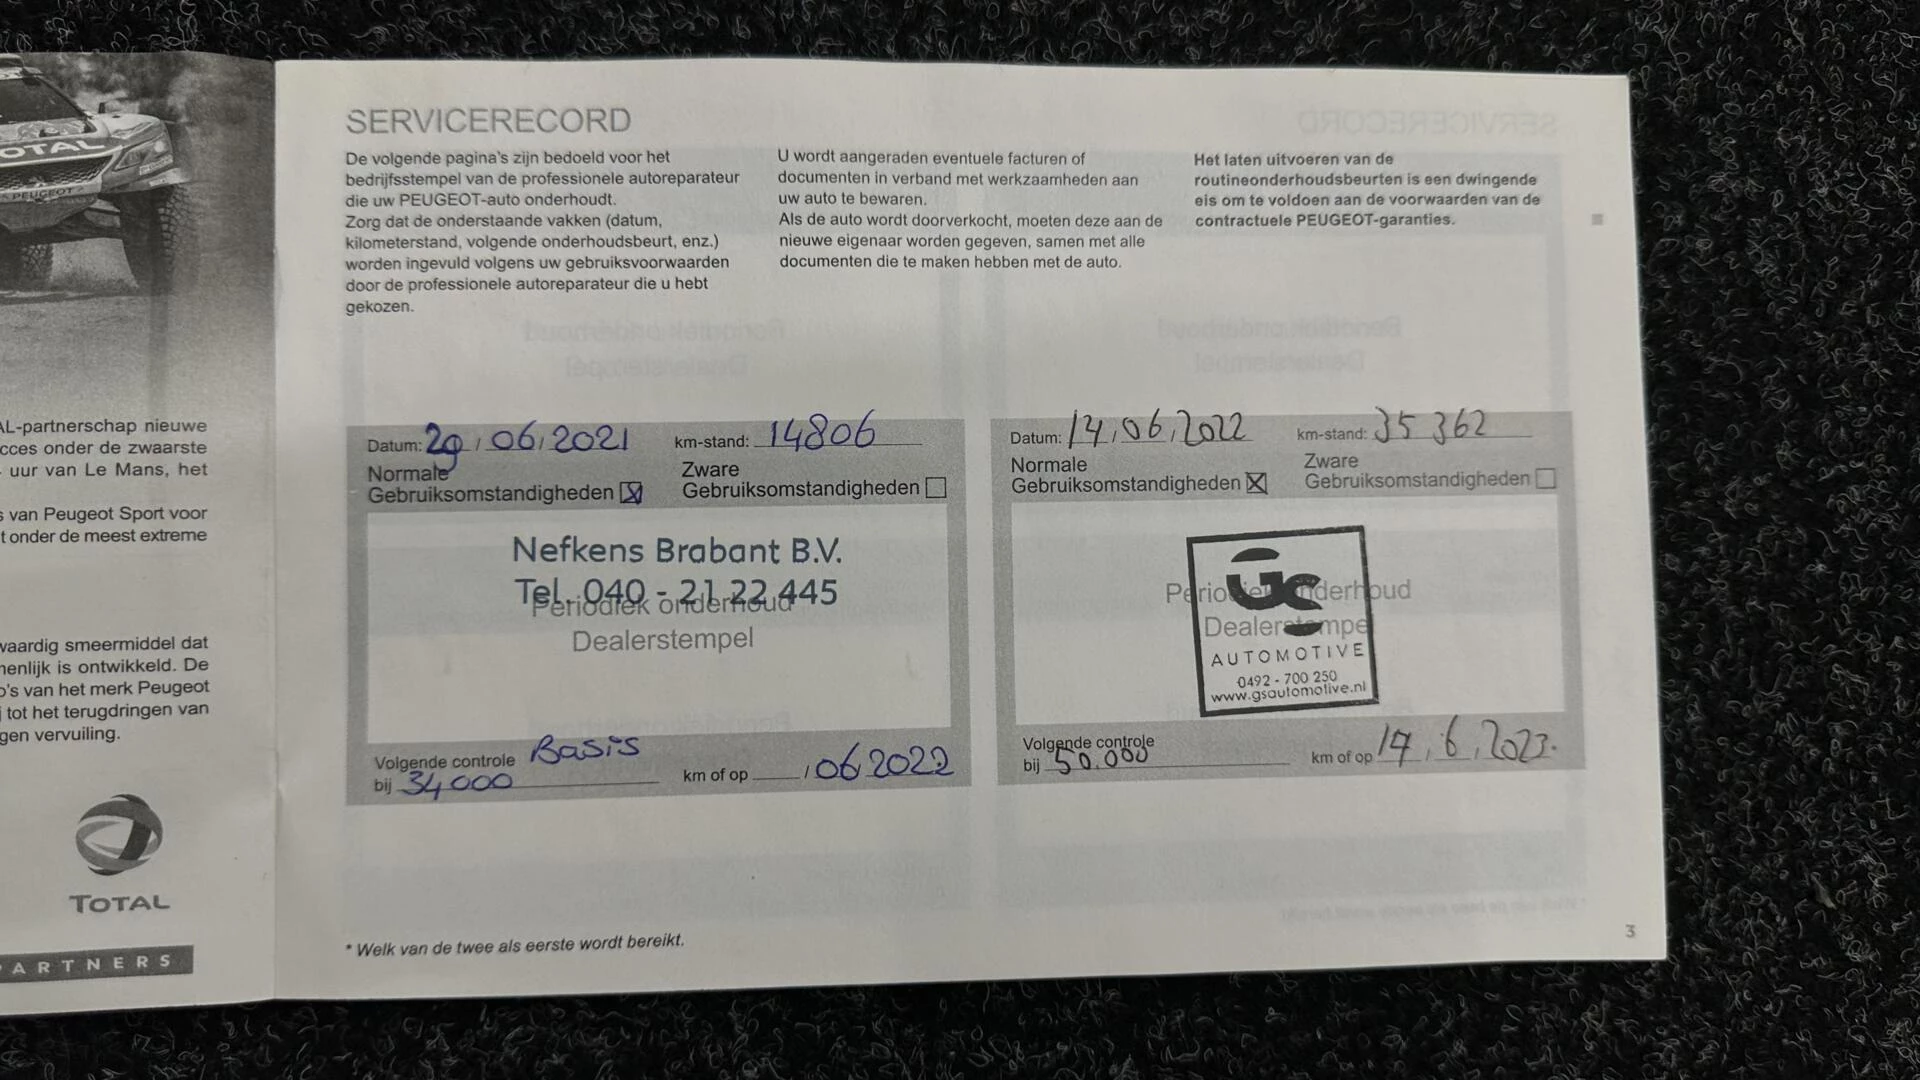 OTAL
PEUGEOT
AL-partnerschap nieuwe
cces onder de zwaarste
uur van Le Mans, het
s van Peugeot Sport voor
t onder de meest extreme
waardig smeermiddel dat
nenlijk is ontwikkeld. De
o's van het merk Peugeot
j tot het terugdringen van
gen vervuiling.
TOTAL
ARTNERS
SERVICERECORD
De volgende pagina's zijn bedoeld voor het
bedrijfsstempel van de professionele autoreparateur
die uw PEUGEOT-auto onderhoudt.
Zorg dat de onderstaande vakken (datum,
kilometerstand, volgende onderhoudsbeurt, enz.)
worden ingevuld volgens uw gebruiksvoorwaarden
door de professionele autoreparateur die u hebt
gekozen.
U wordt aangeraden eventuele facturen of
documenten in verband met werkzaamheden aan
uw auto te bewaren.
Als de auto wordt doorverkocht, moeten deze aan de
nieuwe eigenaar worden gegeven, samen met alle
documenten die te maken hebben met de auto.
Het laten uitvoeren van de
routineonderhoudsbeurten is een dwingende
eis om te voldoen aan de voorwaarden van de
contractuele PEUGEOT-garanties.
Datum: 29/06/2021 km-stand: 14806
Normale Zware
Gebruiksomstandigheden Gebruiksomstandigheden
Nefkens Brabant B.V.
Tel. 040 - 21 22 445
Periodiek onderhoud
Dealerstempel
Volgende controle Basis
bij 34000 km of op /06/2022
Datum: 14/06/2022 km-stand: 35 362
Normale Zware
Gebruiksomstandigheden Gebruiksomstandigheden
Periodiek onderhoud
Dealerstempel
AUTOMOTIVE
0492 - 700 250
www.gsautomotive.nl
Volgende controle
bij 50.000 km of op 14/6/2023.
* Welk van de twee als eerste wordt bereikt.
3